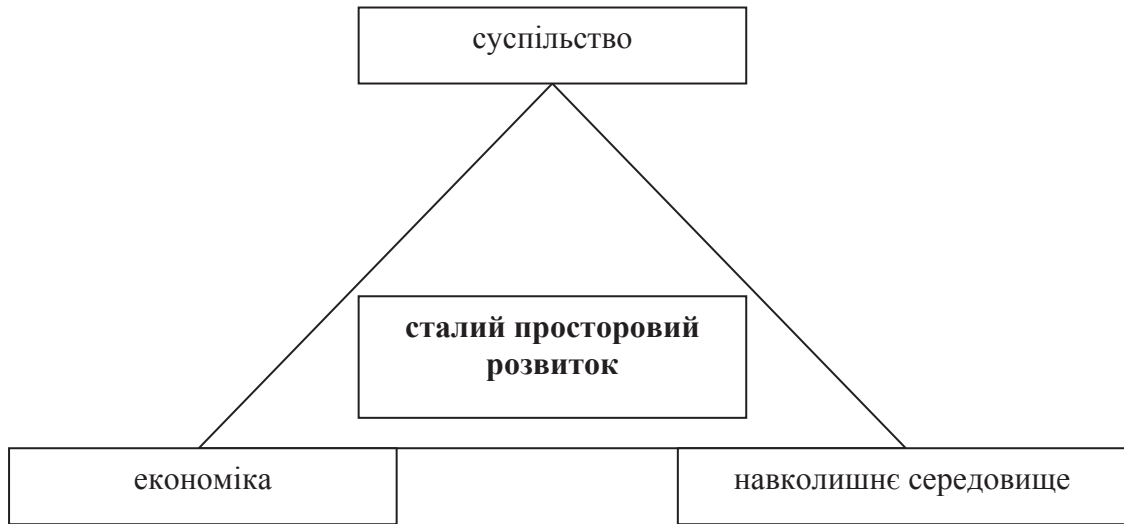 суспільство
сталий просторовий
розвиток
економіка
навколишнє середовище